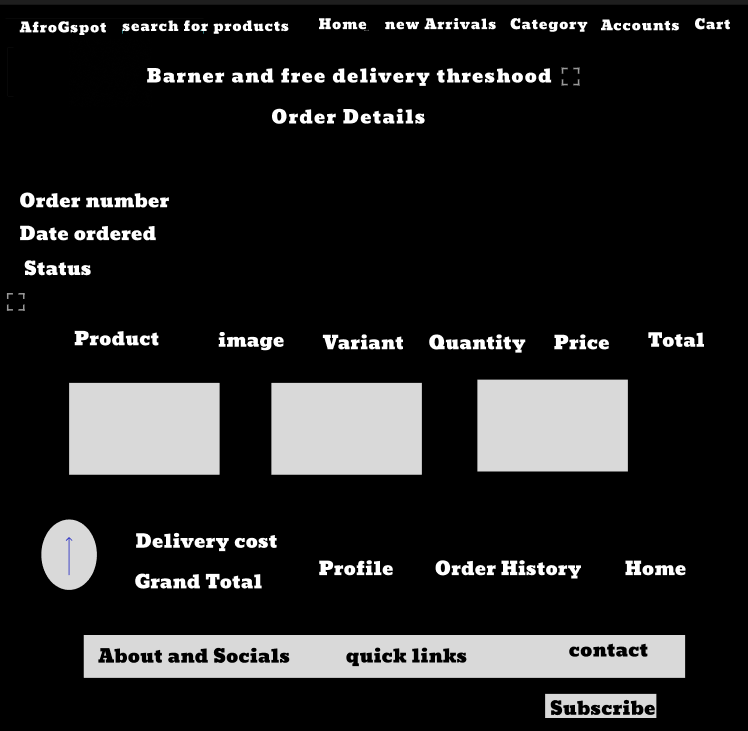 AfroGspot search for products Home new Arrivals Category Accounts Cart
Barner and free delivery threshood
Order Details
Order number
Date ordered
Status
Product image Variant Quantity Price Total
Delivery cost
Profile Order History Home
Grand Total
About and Socials quick links contact
Subscribe